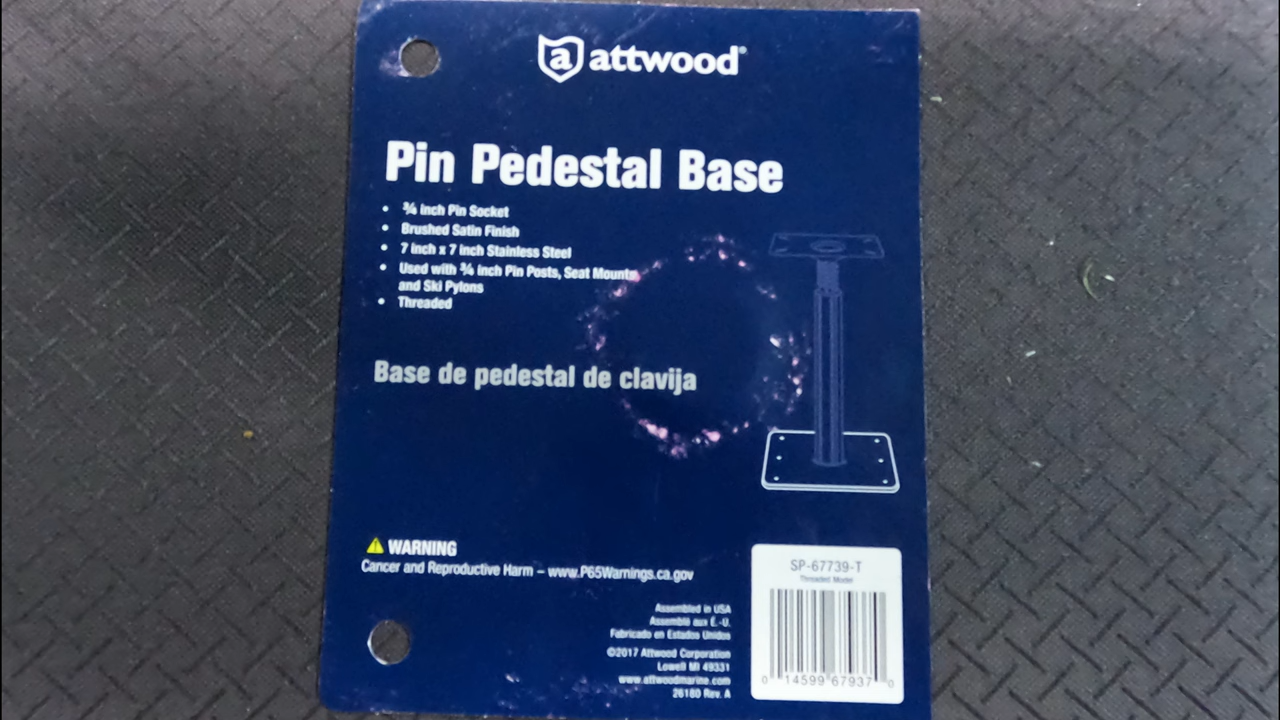 a attwood®
Pin Pedestal Base
• ¾ inch Pin Socket
• Brushed Satin Finish
• 7 inch x 7 inch Stainless Steel
• Used with ¾ inch Pin Posts, Seat Mounts
and Ski Pylons
• Threaded
Base de pedestal de clavija
WARNING
Cancer and Reproductive Harm – www.P65Warnings.ca.gov
Assembled in USA
Assemblé aux É.-U.
Fabricado en Estados Unidos
©2017 Attwood Corporation
Lowell MI 49331
www.attwoodmarine.com
26180 Rev. A
SP-67739-T
Threaded Model
0 14599 67937 0